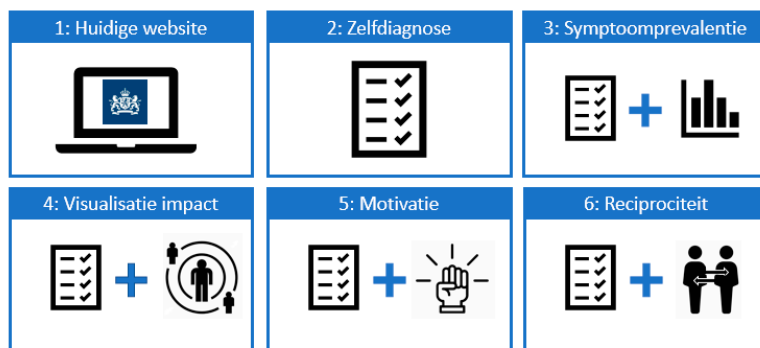 1: Huidige website
2: Zelfdiagnose
3: Symptoomprevalentie
4: Visualisatie impact
5: Motivatie
6: Reciprociteit